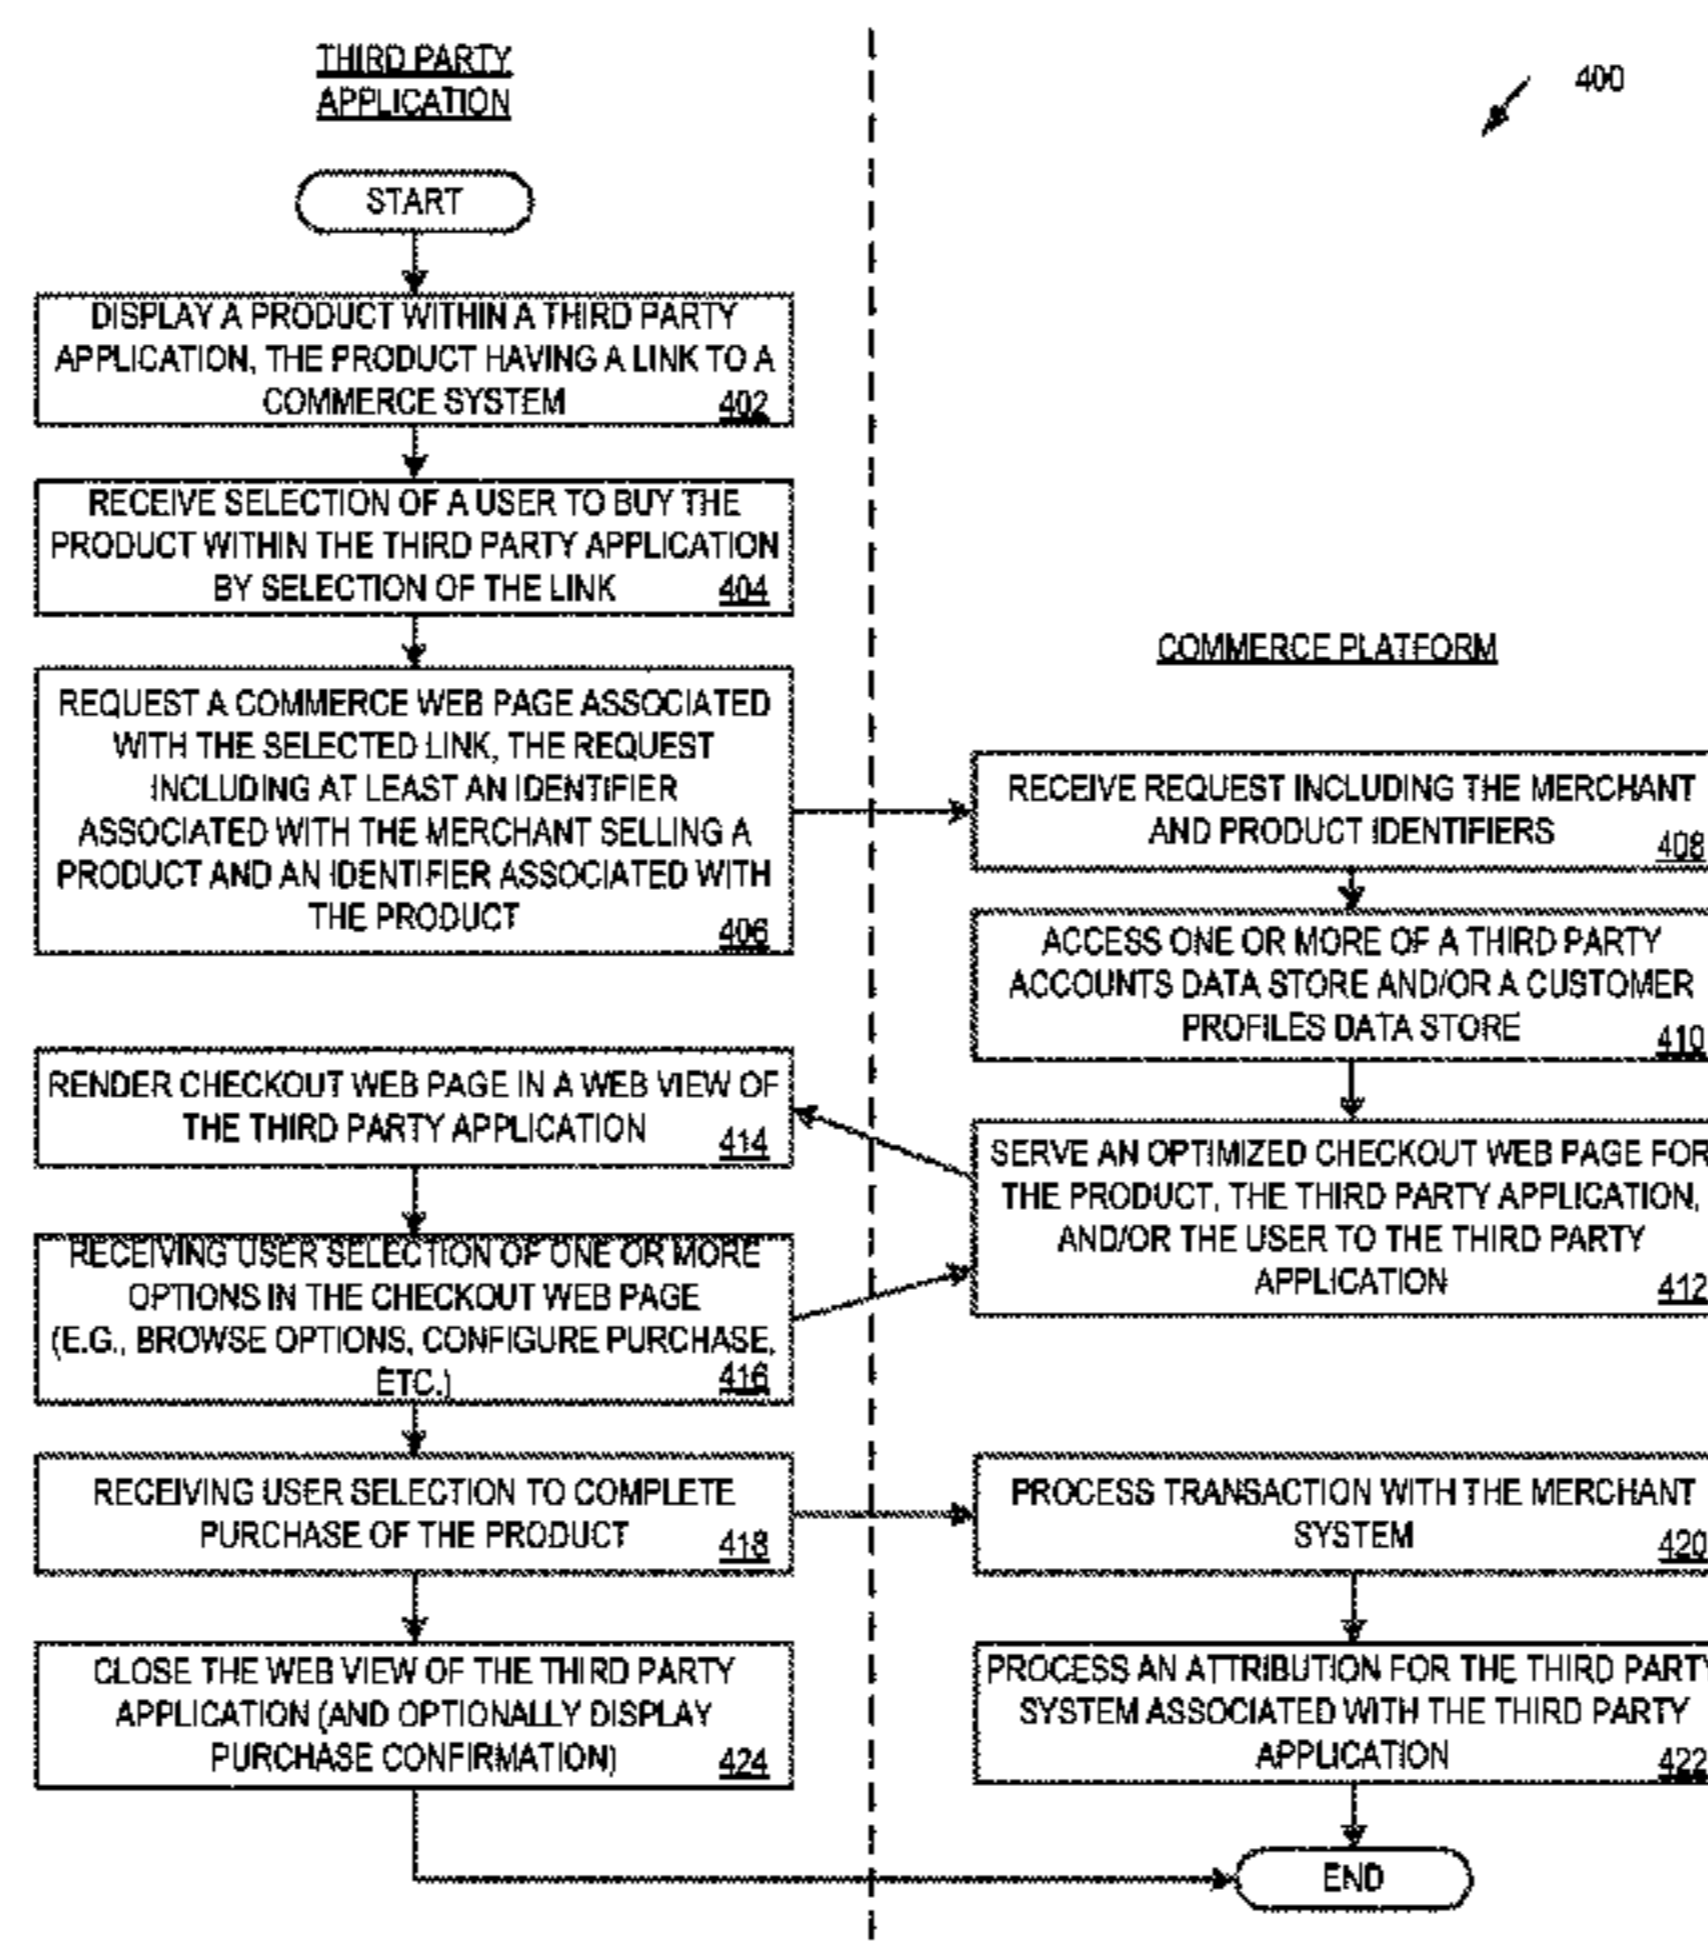 THIRD PARTY
APPLICATION
400
START
DISPLAY A PRODUCT WITHIN A THIRD PARTY
APPLICATION, THE PRODUCT HAVING A LINK TO A
COMMERCE SYSTEM 402
RECEIVE SELECTION OF A USER TO BUY THE
PRODUCT WITHIN THE THIRD PARTY APPLICATION
BY SELECTION OF THE LINK 404
REQUEST A COMMERCE WEB PAGE ASSOCIATED
WITH THE SELECTED LINK, THE REQUEST
INCLUDING AT LEAST AN IDENTIFIER
ASSOCIATED WITH THE MERCHANT SELLING A
PRODUCT AND AN IDENTIFIER ASSOCIATED WITH
THE PRODUCT 406
COMMERCE PLATFORM
RECEIVE REQUEST INCLUDING THE MERCHANT
AND PRODUCT IDENTIFIERS 408
ACCESS ONE OR MORE OF A THIRD PARTY
ACCOUNTS DATA STORE AND/OR A CUSTOMER
PROFILES DATA STORE 410
SERVE AN OPTIMIZED CHECKOUT WEB PAGE FOR
THE PRODUCT, THE THIRD PARTY APPLICATION,
AND/OR THE USER TO THE THIRD PARTY
APPLICATION 412
RENDER CHECKOUT WEB PAGE IN A WEB VIEW OF
THE THIRD PARTY APPLICATION 414
RECEIVING USER SELECTION OF ONE OR MORE
OPTIONS IN THE CHECKOUT WEB PAGE
(E.G., BROWSE OPTIONS, CONFIGURE PURCHASE,
ETC.) 416
RECEIVING USER SELECTION TO COMPLETE
PURCHASE OF THE PRODUCT 418
PROCESS TRANSACTION WITH THE MERCHANT
SYSTEM 420
PROCESS AN ATTRIBUTION FOR THE THIRD PARTY
SYSTEM ASSOCIATED WITH THE THIRD PARTY
APPLICATION 422
CLOSE THE WEB VIEW OF THE THIRD PARTY
APPLICATION (AND OPTIONALLY DISPLAY
PURCHASE CONFIRMATION) 424
END